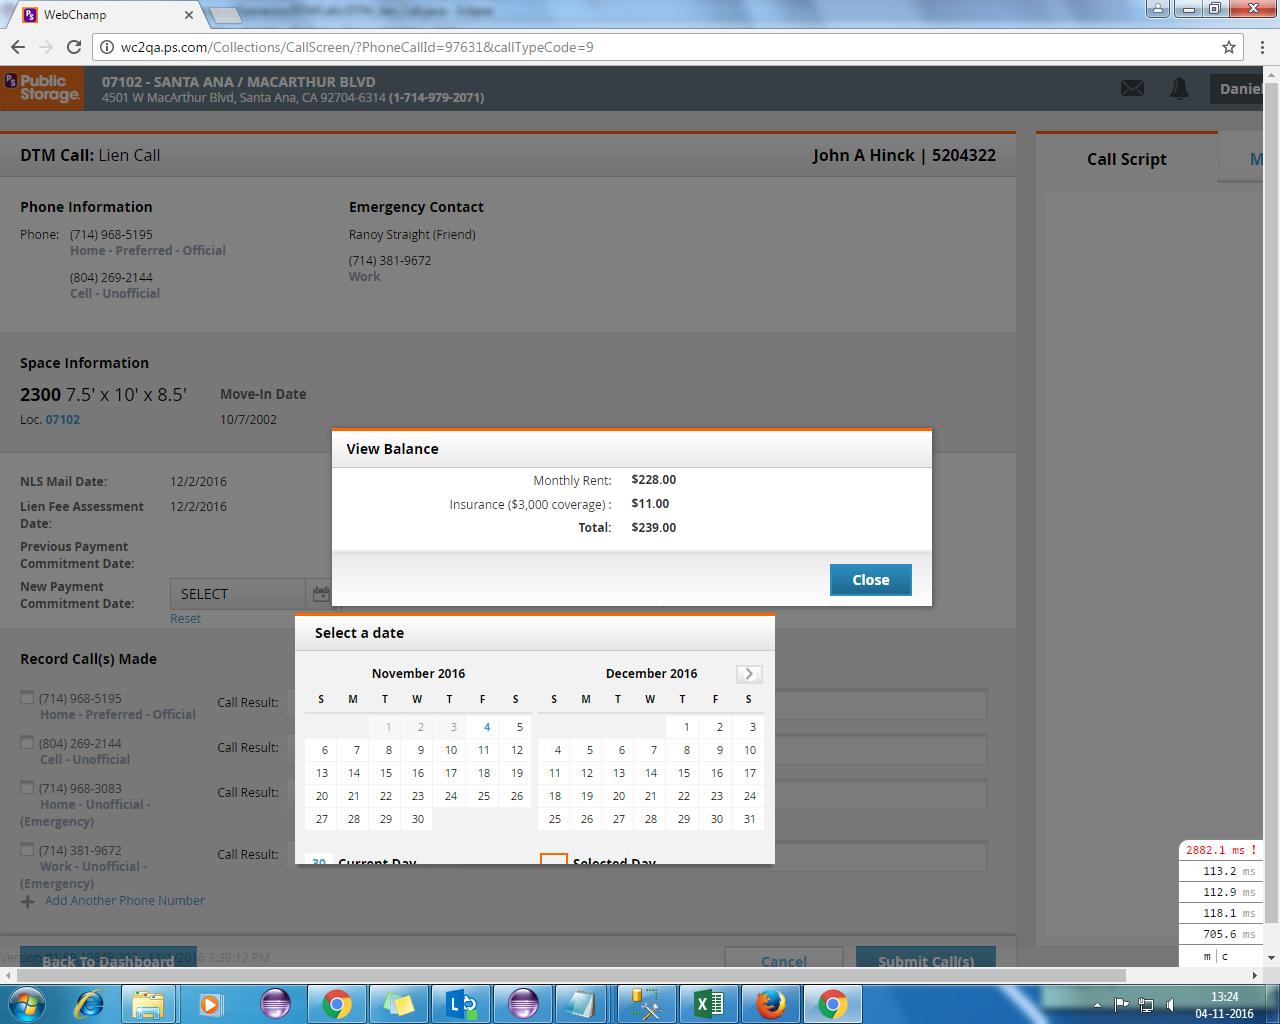 WebChamp
wc2qa.ps.com/Collections/CallScreen/?PhoneCallId=97631&callTypeCode=9
PS Public Storage.
07102 - SANTA ANA / MACARTHUR BLVD
4501 W MacArthur Blvd, Santa Ana, CA 92704-6314 (1-714-979-2071)
Daniel
DTM Call: Lien Call
John A Hinck | 5204322
Call Script
M
Phone Information
Phone: (714) 968-5195
Home - Preferred - Official
(804) 269-2144
Cell - Unofficial
Emergency Contact
Ranoy Straight (Friend)
(714) 381-9672
Work
Space Information
2300 7.5' x 10' x 8.5'
Loc. 07102
Move-In Date
10/7/2002
NLS Mail Date: 12/2/2016
Lien Fee Assessment Date: 12/2/2016
Previous Payment
Commitment Date:
New Payment
Commitment Date:
SELECT
Reset
View Balance
Monthly Rent: $228.00
Insurance ($3,000 coverage) : $11.00
Total: $239.00
Close
Select a date
November 2016
S M T W T F S
1 2 3 4 5
6 7 8 9 10 11 12
13 14 15 16 17 18 19
20 21 22 23 24 25 26
27 28 29 30
December 2016
S M T W T F S
1 2 3
4 5 6 7 8 9 10
11 12 13 14 15 16 17
18 19 20 21 22 23 24
25 26 27 28 29 30 31
30 Current Day
Selected Day
Record Call(s) Made
(714) 968-5195
Home - Preferred - Official
Call Result:
(804) 269-2144
Cell - Unofficial
Call Result:
(714) 968-3083
Home - Unofficial -
(Emergency)
Call Result:
(714) 381-9672
Work - Unofficial -
(Emergency)
Call Result:
Add Another Phone Number
Back To Dashboard
3:39:12 PM
Cancel
Submit Call(s)
2882.1 ms !
113.2 ms
112.9 ms
118.1 ms
705.6 ms
m | c
13:24
04-11-2016